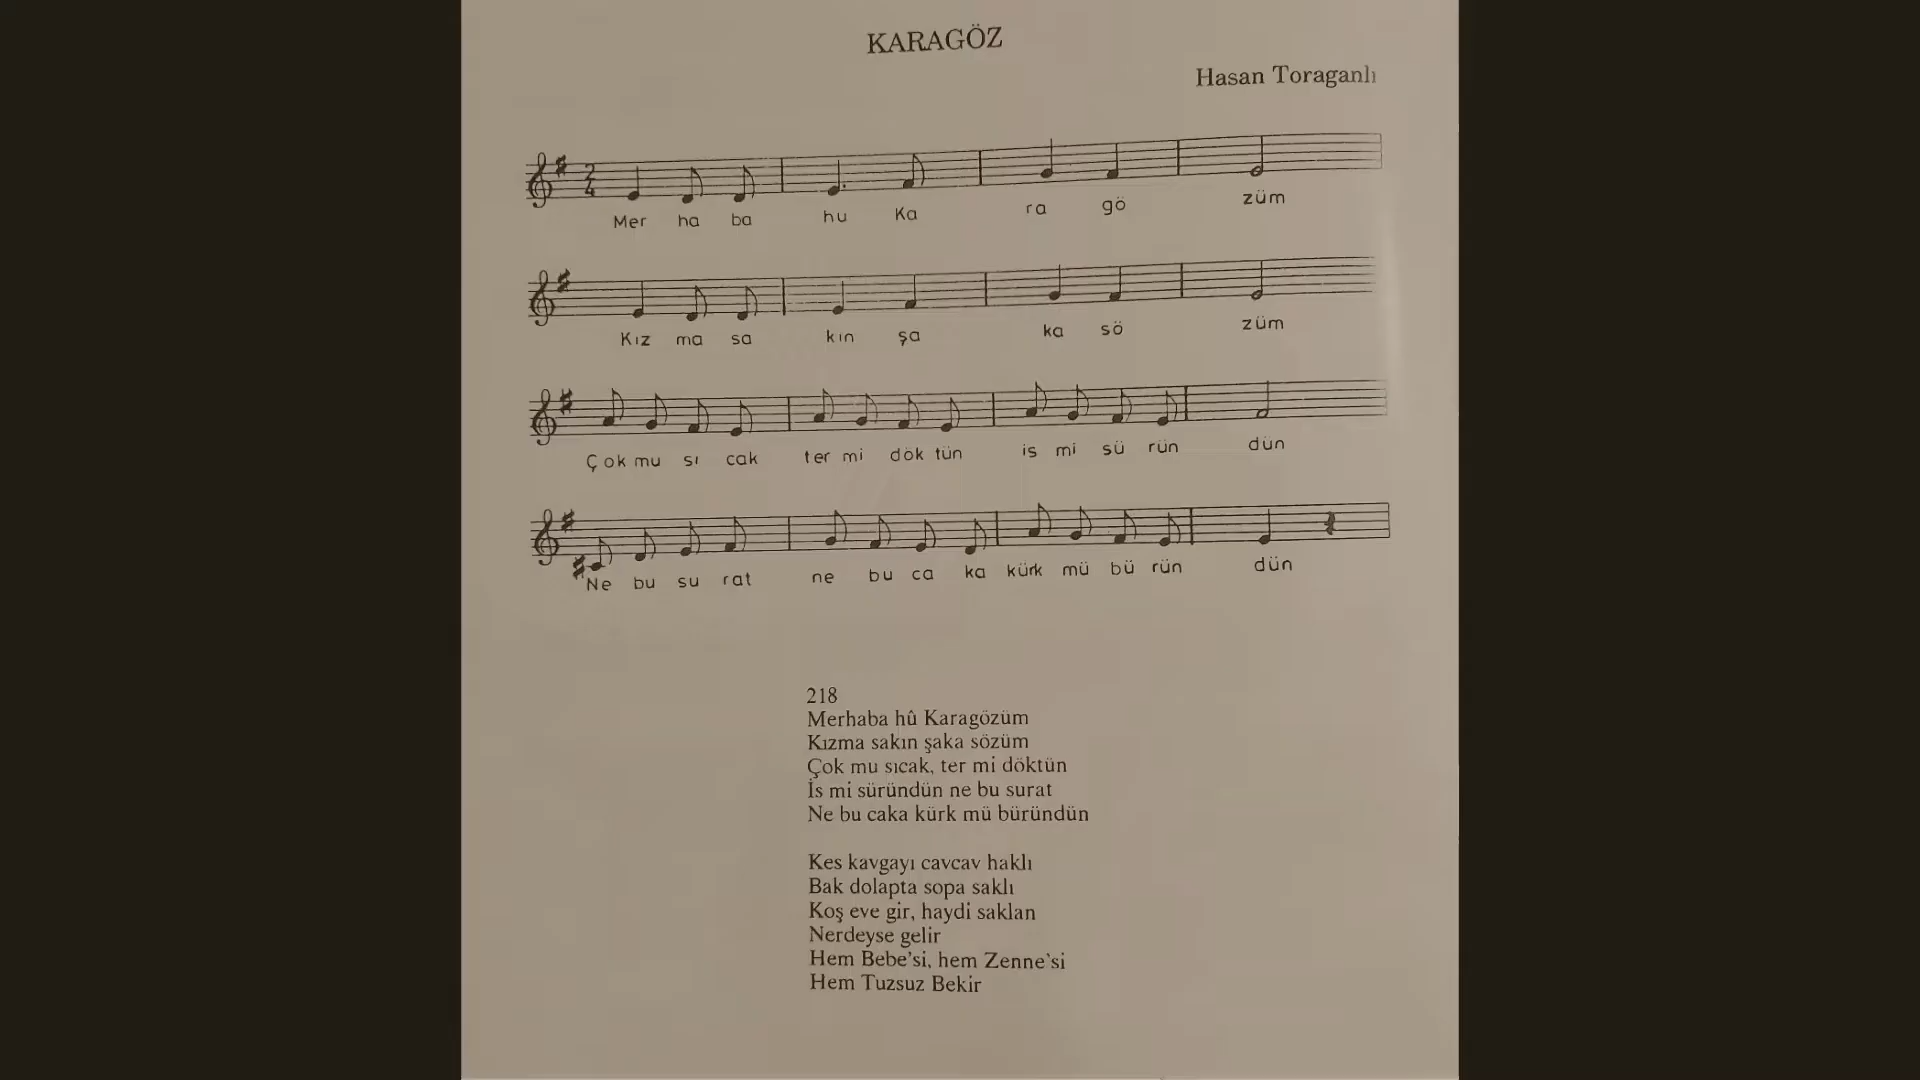 KARAGÖZ
Hasan Toraganlı
2
4
Mer ha ba hu Ka ra gö züm
Kız ma sa kın şa ka sö züm
Çok mu sı cak ter mi dök tün is mi sü rün dün
Ne bu su rat ne bu ca ka kürk mü bü rün dün
218
Merhaba hû Karagözüm
Kızma sakın şaka sözüm
Çok mu sıcak, ter mi döktün
İs mi süründün ne bu surat
Ne bu caka kürk mü büründün
Kes kavgayı cavcav haklı
Bak dolapta sopa saklı
Koş eve gir, haydi saklan
Nerdeyse gelir
Hem Bebe'si, hem Zenne'si
Hem Tuzsuz Bekir